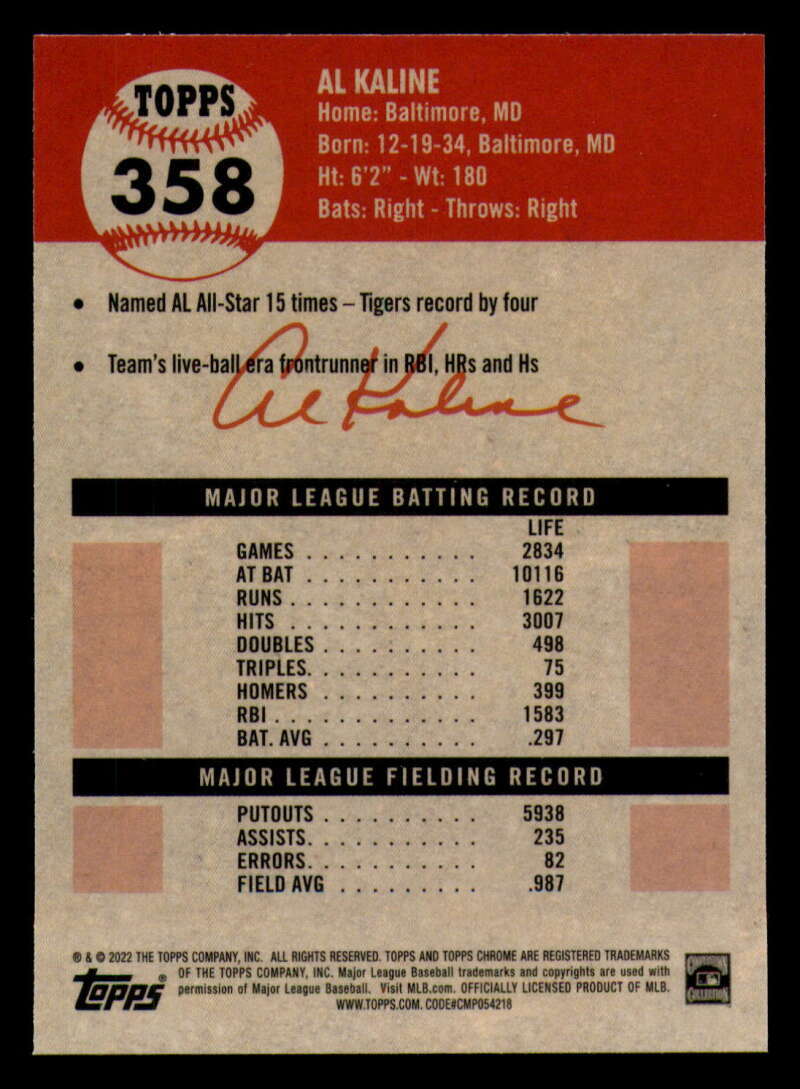 TOPPS
358
AL KALINE
Home: Baltimore, MD
Born: 12-19-34, Baltimore, MD
Ht: 6'2" - Wt: 180
Bats: Right - Throws: Right
• Named AL All-Star 15 times – Tigers record by four
• Team's live-ball era frontrunner in RBI, HRs and Hs
Al Kaline
MAJOR LEAGUE BATTING RECORD
LIFE
GAMES . . . . . . . . . . . 2834
AT BAT . . . . . . . . . . . 10116
RUNS . . . . . . . . . . . . 1622
HITS . . . . . . . . . . . . 3007
DOUBLES . . . . . . . . . . 498
TRIPLES. . . . . . . . . . . 75
HOMERS . . . . . . . . . . 399
RBI . . . . . . . . . . . . . 1583
BAT. AVG . . . . . . . . . . .297
MAJOR LEAGUE FIELDING RECORD
PUTOUTS . . . . . . . . . . 5938
ASSISTS. . . . . . . . . . . 235
ERRORS. . . . . . . . . . . 82
FIELD AVG . . . . . . . . . .987
® & © 2022 THE TOPPS COMPANY, INC. ALL RIGHTS RESERVED. TOPPS AND TOPPS CHROME ARE REGISTERED TRADEMARKS
OF THE TOPPS COMPANY, INC. Major League Baseball trademarks and copyrights are used with
permission of Major League Baseball. Visit MLB.com. OFFICIALLY LICENSED PRODUCT OF MLB.
WWW.TOPPS.COM. CODE#CMP054218
Topps®
COOPERSTOWN
COLLECTION